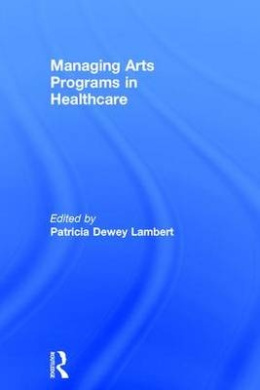 Managing Arts
Programs in
Healthcare
Edited by
Patricia Dewey Lambert
ROUTLEDGE